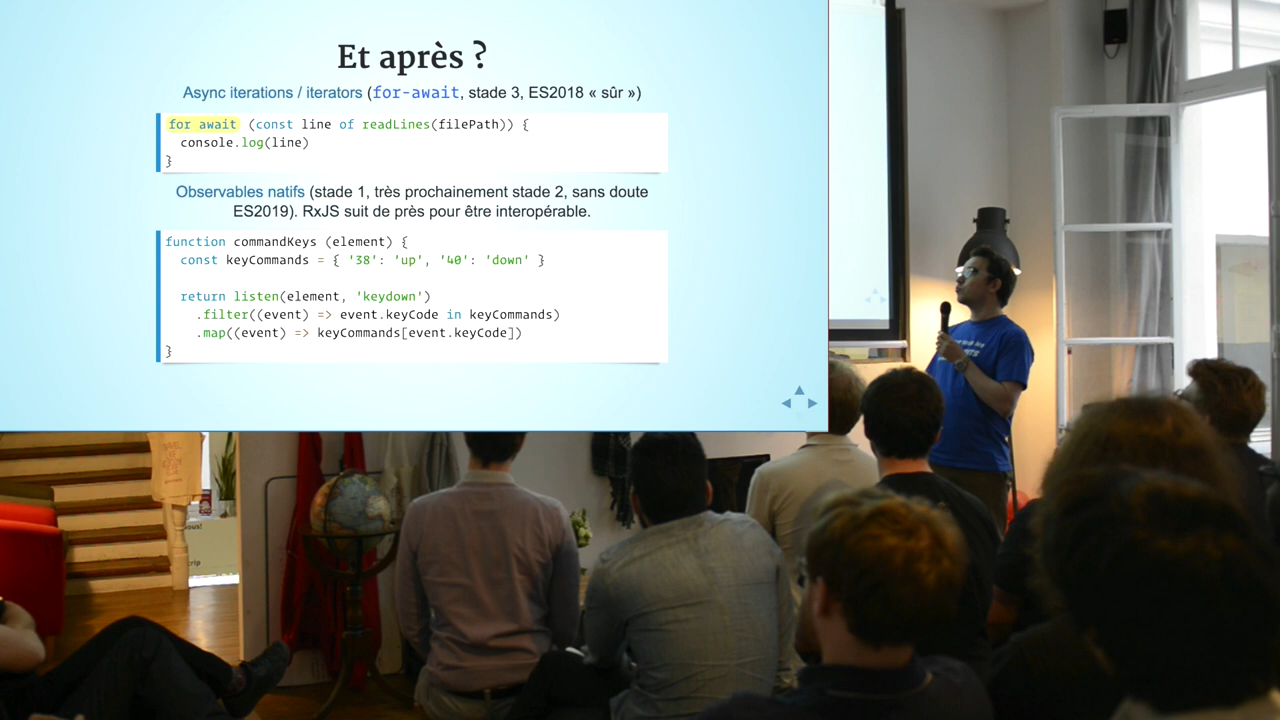 Et après ?
Async iterations / iterators (for-await, stade 3, ES2018 « sûr »)
for await (const line of readLines(filePath)) {
  console.log(line)
}
Observables natifs (stade 1, très prochainement stade 2, sans doute
ES2019). RxJS suit de près pour être interopérable.
function commandKeys (element) {
  const keyCommands = { '38': 'up', '40': 'down' }
  return listen(element, 'keydown')
    .filter((event) => event.keyCode in keyCommands)
    .map((event) => keyCommands[event.keyCode])
}